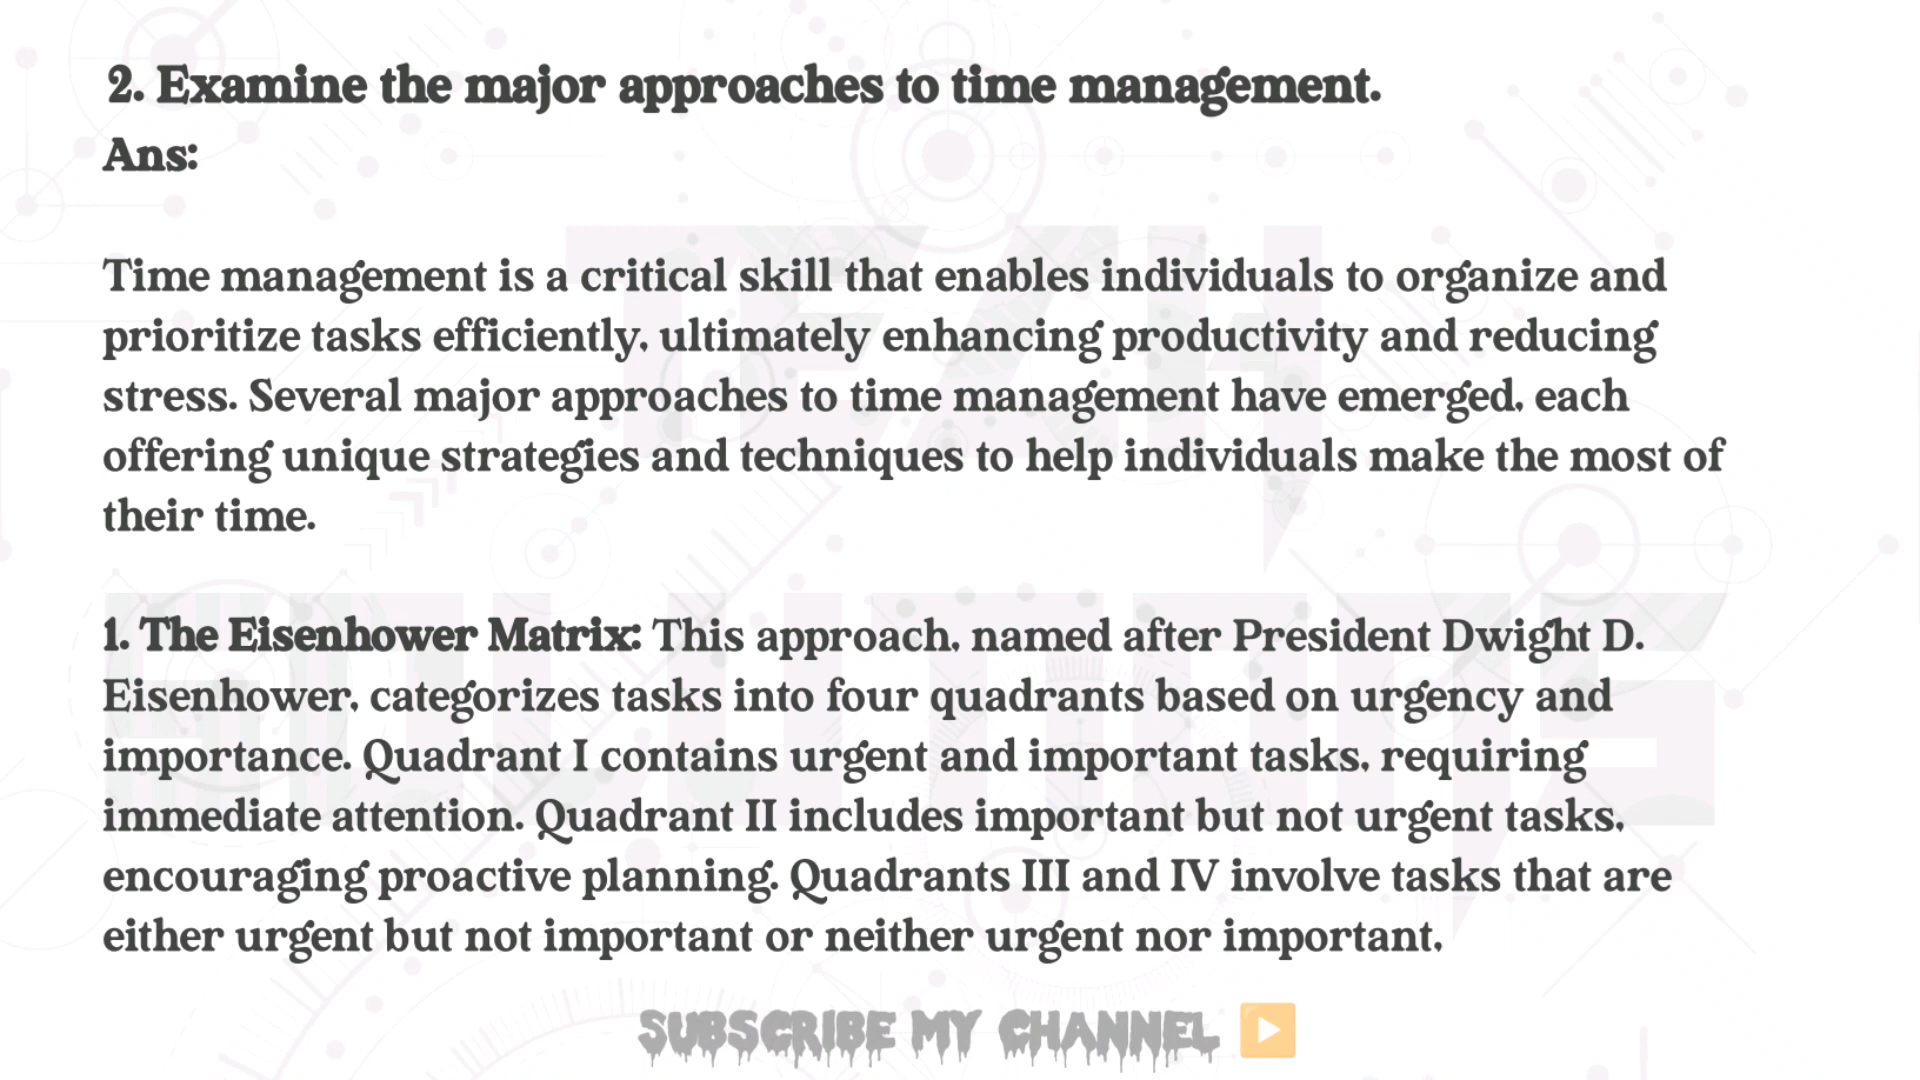 2. Examine the major approaches to time management.
Ans:
Time management is a critical skill that enables individuals to organize and
prioritize tasks efficiently, ultimately enhancing productivity and reducing
stress. Several major approaches to time management have emerged, each
offering unique strategies and techniques to help individuals make the most of
their time.
1. The Eisenhower Matrix: This approach, named after President Dwight D.
Eisenhower, categorizes tasks into four quadrants based on urgency and
importance. Quadrant I contains urgent and important tasks, requiring
immediate attention. Quadrant II includes important but not urgent tasks,
encouraging proactive planning. Quadrants III and IV involve tasks that are
either urgent but not important or neither urgent nor important.
SUBSCRIBE MY CHANNEL